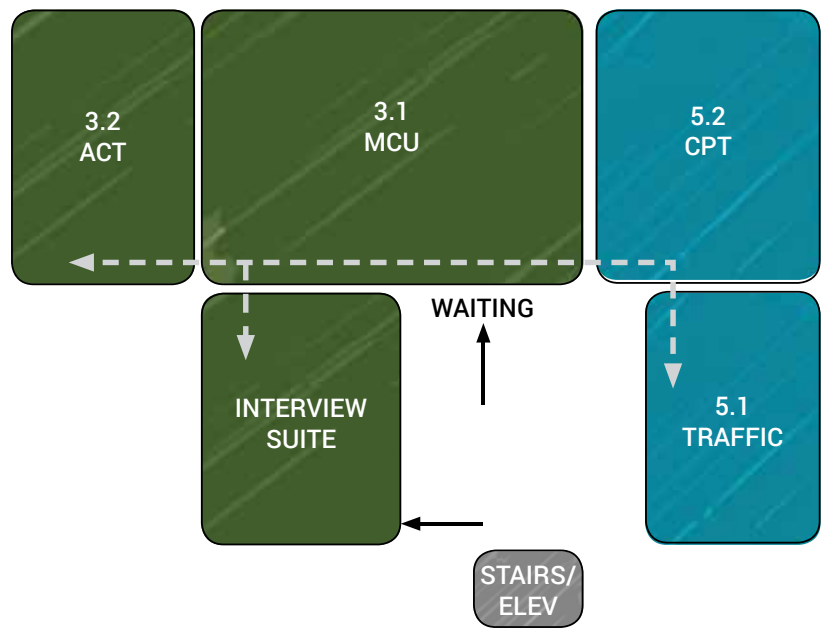 3.2
ACT
3.1
MCU
5.2
CPT
WAITING
INTERVIEW
SUITE
5.1
TRAFFIC
STAIRS/
ELEV